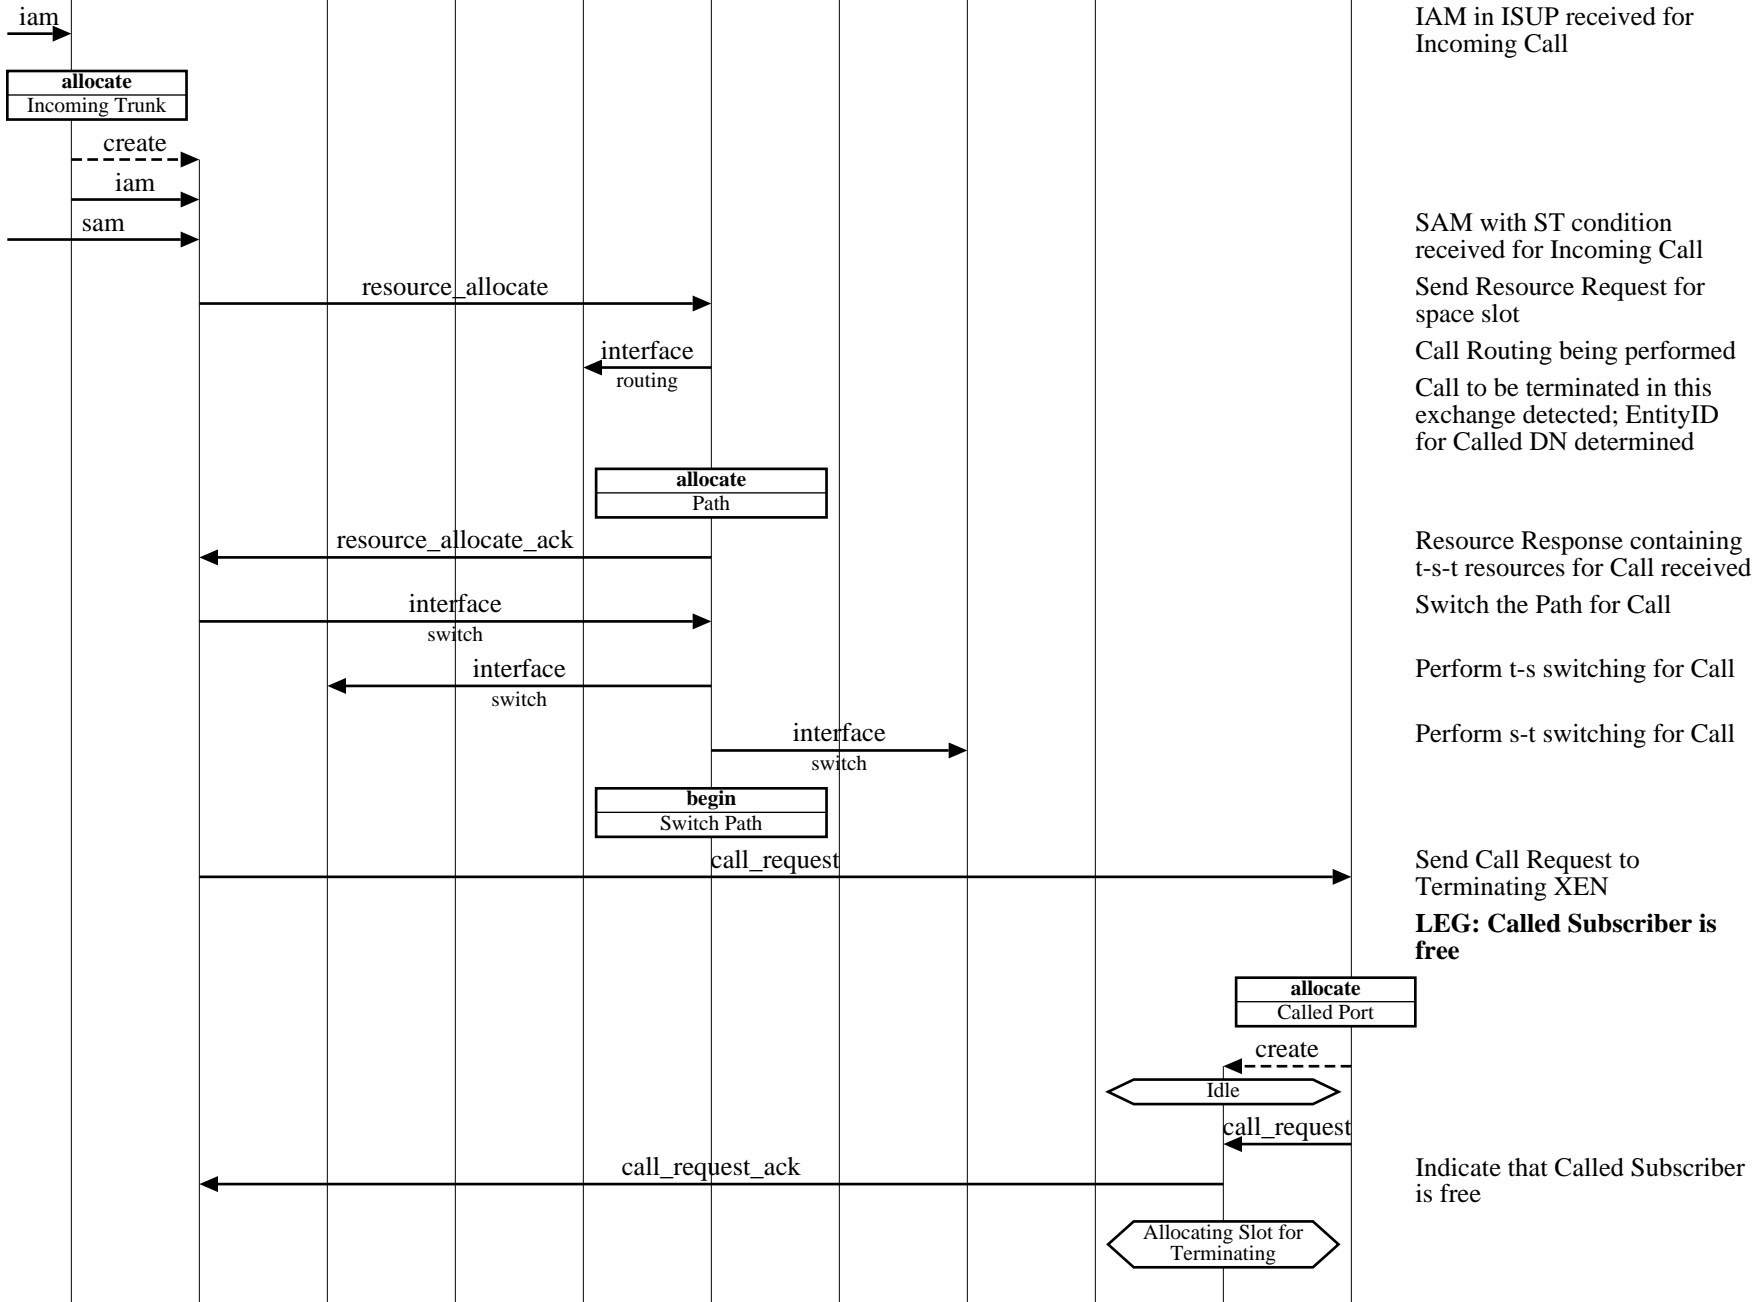 iam
IAM in ISUP received for
Incoming Call
allocate
Incoming Trunk
create
iam
sam
SAM with ST condition
received for Incoming Call
resource_allocate
Send Resource Request for
space slot
interface
routing
Call Routing being performed
Call to be terminated in this
exchange detected; EntityID
for Called DN determined
allocate
Path
resource_allocate_ack
Resource Response containing
t-s-t resources for Call received
interface
switch
Switch the Path for Call
interface
switch
Perform t-s switching for Call
interface
switch
Perform s-t switching for Call
begin
Switch Path
call_request
Send Call Request to
Terminating XEN
LEG: Called Subscriber is
free
allocate
Called Port
create
Idle
call_request
call_request_ack
Indicate that Called Subscriber
is free
Allocating Slot for
Terminating